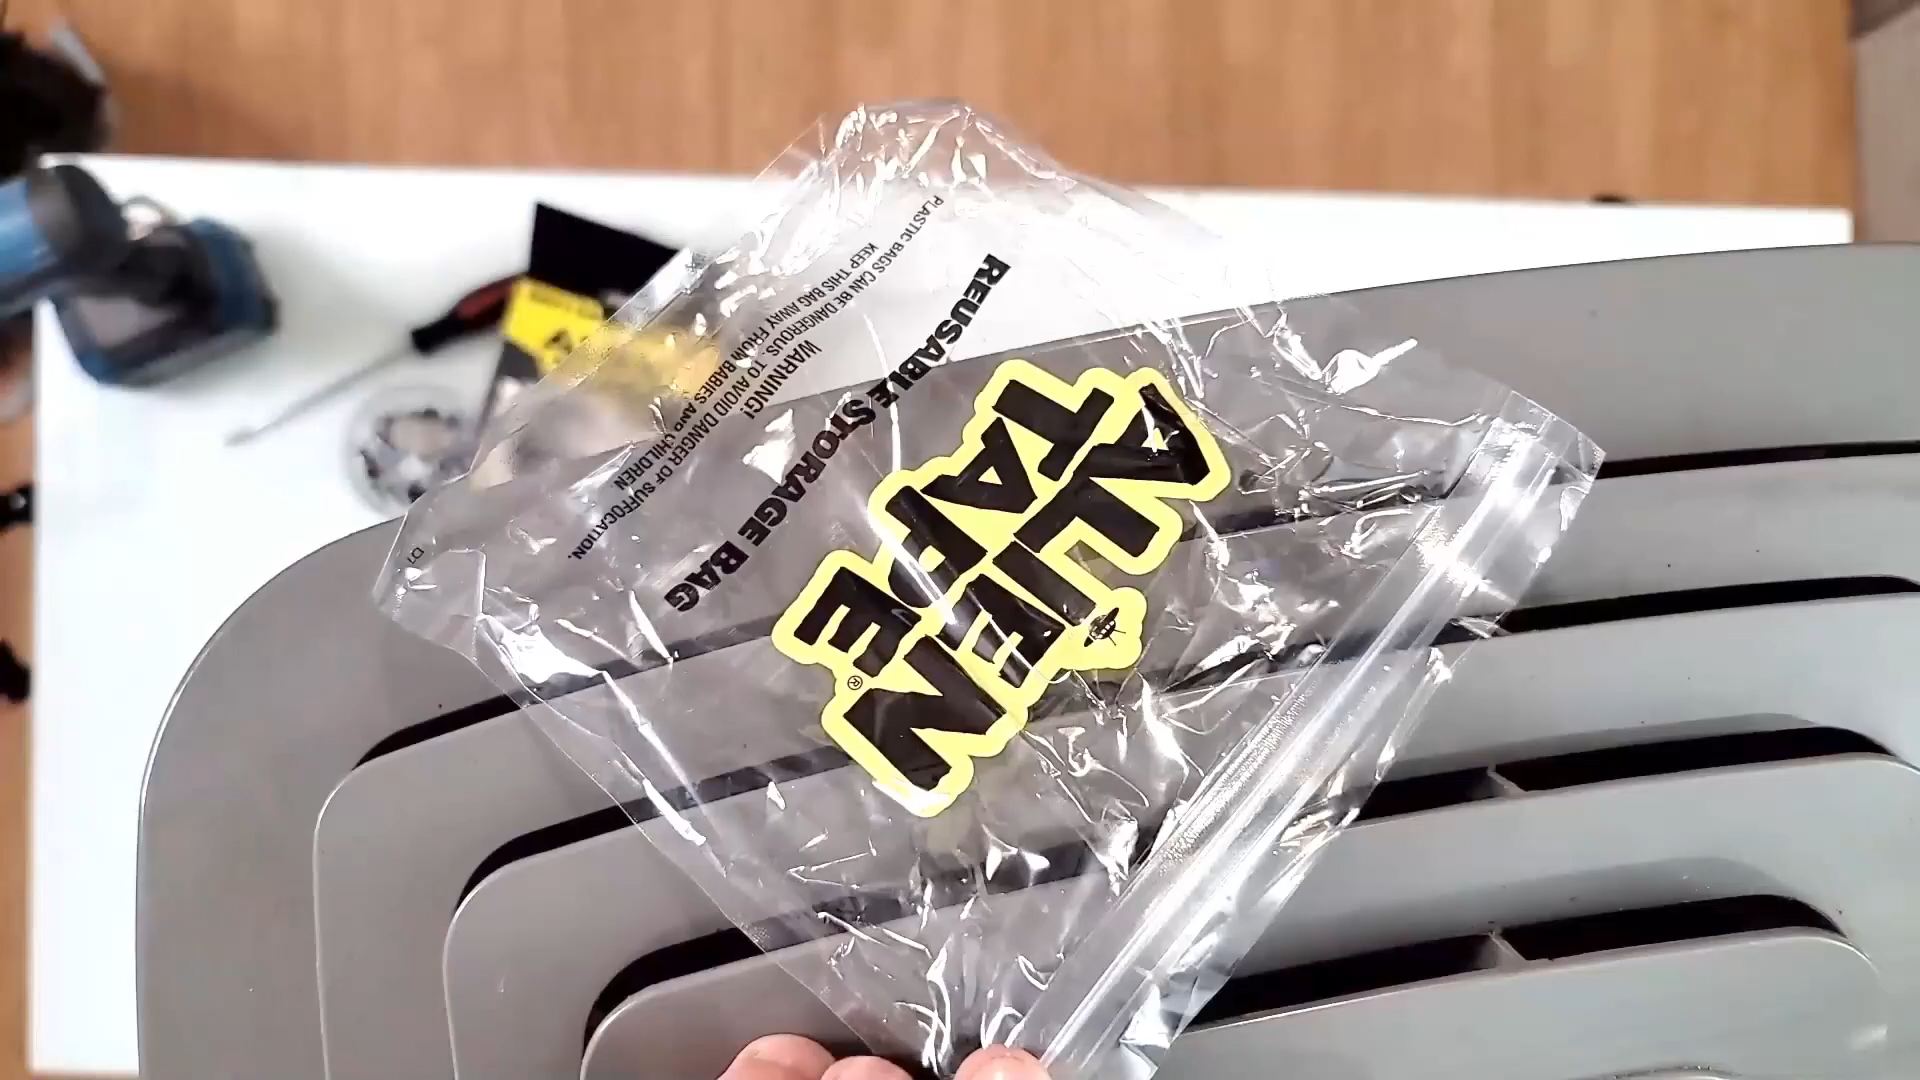 ALIEN
TAPE®
REUSABLE STORAGE BAG
WARNING!
PLASTIC BAGS CAN BE DANGEROUS. TO AVOID DANGER OF SUFFOCATION,
KEEP THIS BAG AWAY FROM BABIES AND CHILDREN